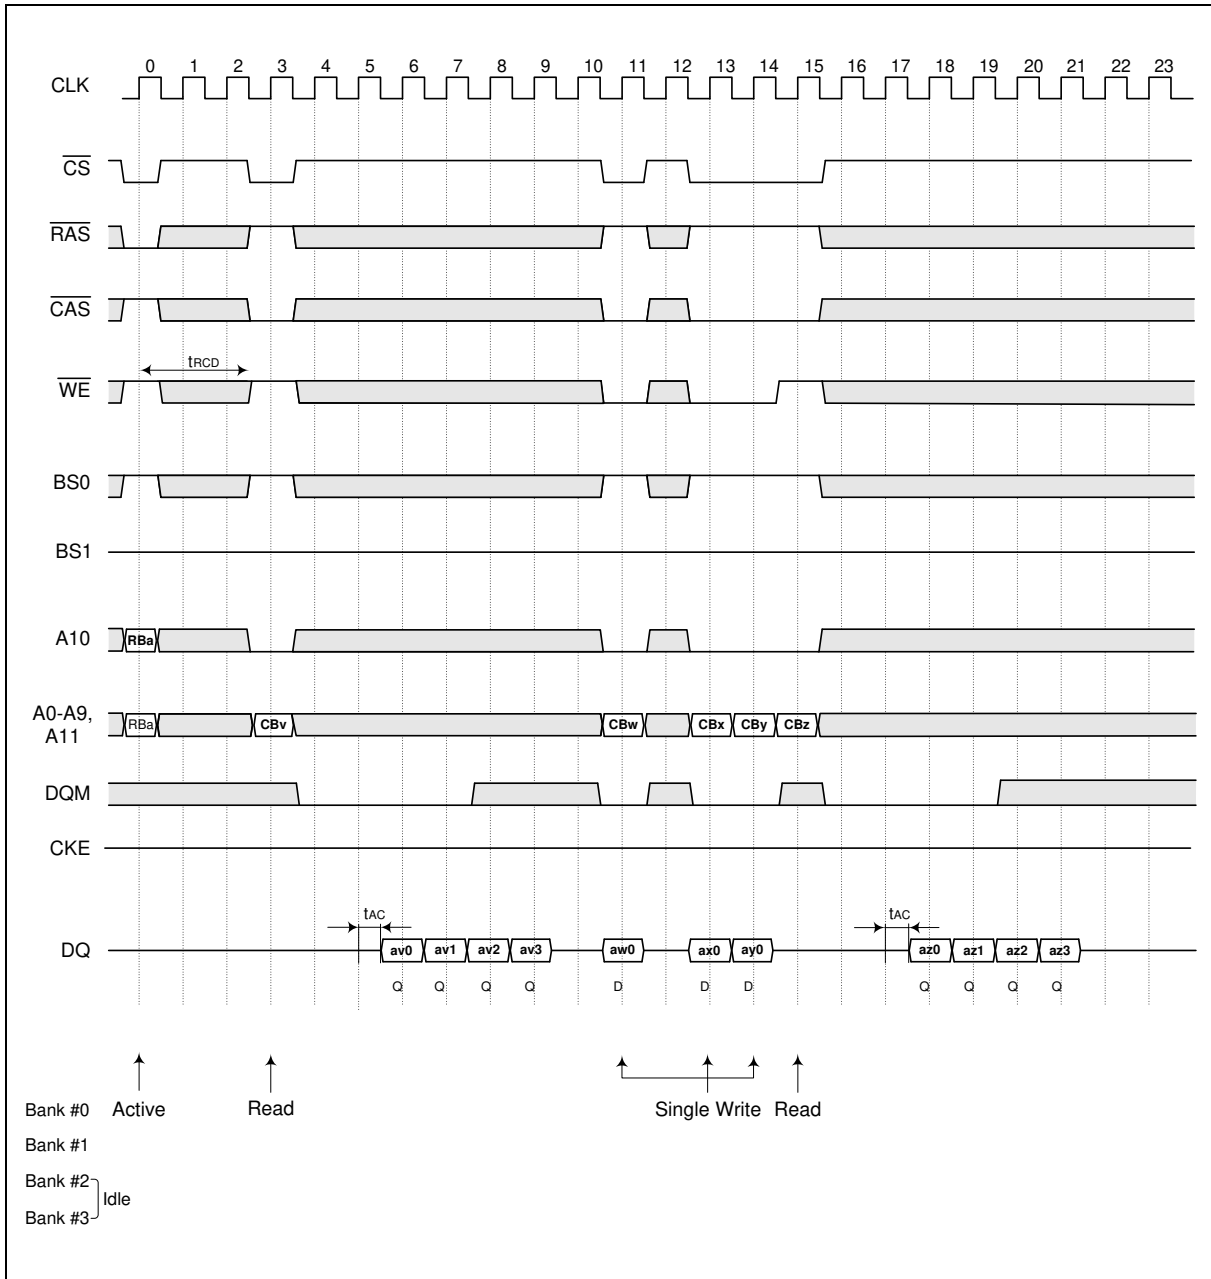 0 1 2 3 4 5 6 7 8 9 10 11 12 13 14 15 16 17 18 19 20 21 22 23
CLK
CS
RAS
CAS
tRCD
WE
BS0
BS1
A10 RBa
A0-A9,
A11
RBa CBv CBw CBx CBy CBz
DQM
CKE
tAC tAC
DQ av0 av1 av2 av3 aw0 ax0 ay0 az0 az1 az2 az3
Q Q Q Q D D D Q Q Q Q
Bank #0 Active Read Single Write Read
Bank #1
Bank #2
Idle
Bank #3